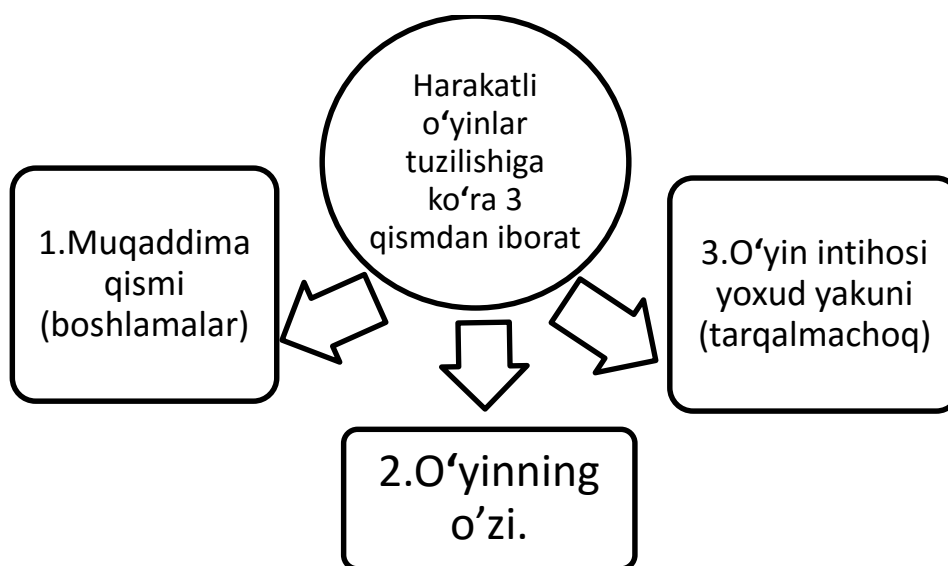 Harakatli
o‘yinlar
tuzilishiga
ko‘ra 3
qismdan iborat
1.Muqaddima
qismi
(boshlamalar)
3.O‘yin intihosi
yoxud yakuni
(tarqalmachoq)
2.O‘yinning
o’zi.